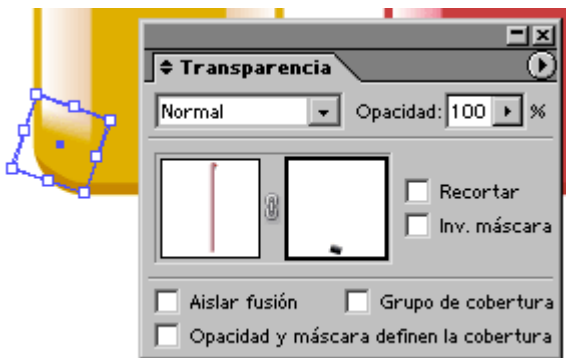 Transparencia
Normal Opacidad: 100 %
Recortar
Inv. máscara
Aislar fusión Grupo de cobertura
Opacidad y máscara definen la cobertura